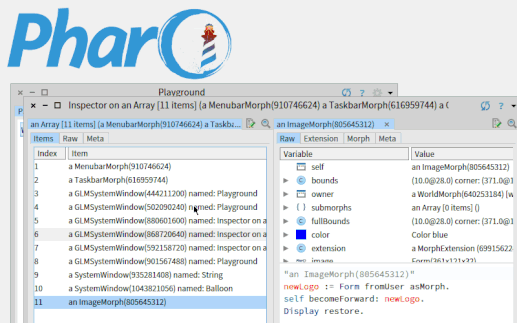 Pharo
Playground
Inspector on an Array [11 items] (a MenubarMorph(910746624) a TaskbarMorph(616959744) a
an Array [11 items] (a MenubarMorph(910746624) a Taskb...
an ImageMorph(805645312)
Items Raw Meta
Raw Extension Morph Meta
Index Item
1 a MenubarMorph(910746624)
2 a TaskbarMorph(616959744)
3 a GLMSystemWindow(444211200) named: Playground
4 a GLMSystemWindow(502090240) named: Playground
5 a GLMSystemWindow(880601600) named: Inspector on a
6 a GLMSystemWindow(868720640) named: Inspector on a
7 a GLMSystemWindow(592158720) named: Inspector on a
8 a GLMSystemWindow(901567488) named: Playground
9 a SystemWindow(935281408) named: String
10 a SystemWindow(1043821056) named: Balloon
11 an ImageMorph(805645312)
Variable Value
self an ImageMorph(805645312)
bounds (10.0@28.0) corner: (371.0@1
owner a WorldMorph(640253184) [w
submorphs an Array [0 items] ()
fullBounds (10.0@28.0) corner: (371.0@1
color Color blue
extension a MorphExtension (69915622
image Form(361x121x32)
"an ImageMorph(805645312)"
newLogo := Form fromUser asMorph.
self becomeForward: newLogo.
Display restore.